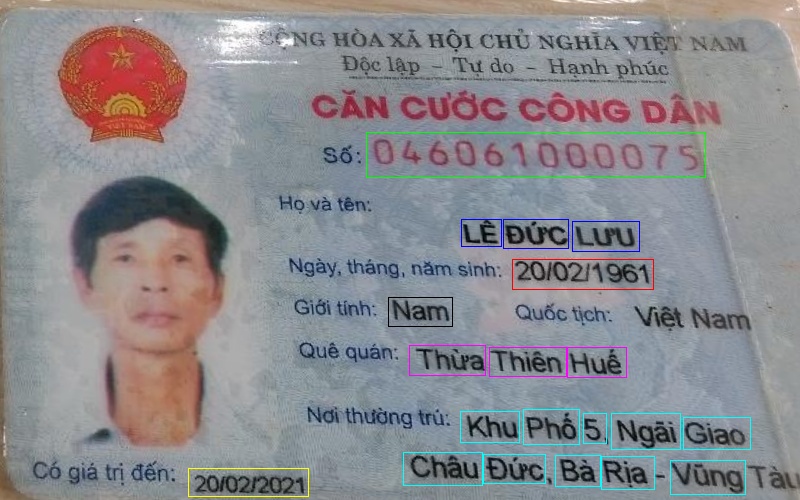 CỘNG HÒA XÃ HỘI CHỦ NGHĨA VIỆT NAM
Độc lập - Tự do - Hạnh phúc
CĂN CƯỚC CÔNG DÂN
Số: 046061000075
Họ và tên:
LÊ ĐỨC LƯU
Ngày, tháng, năm sinh: 20/02/1961
Giới tính: Nam Quốc tịch: Việt Nam
Quê quán: Thừa Thiên Huế
Nơi thường trú: Khu Phố 5, Ngãi Giao
Châu Đức, Bà Rịa - Vũng Tàu
Có giá trị đến: 20/02/2021